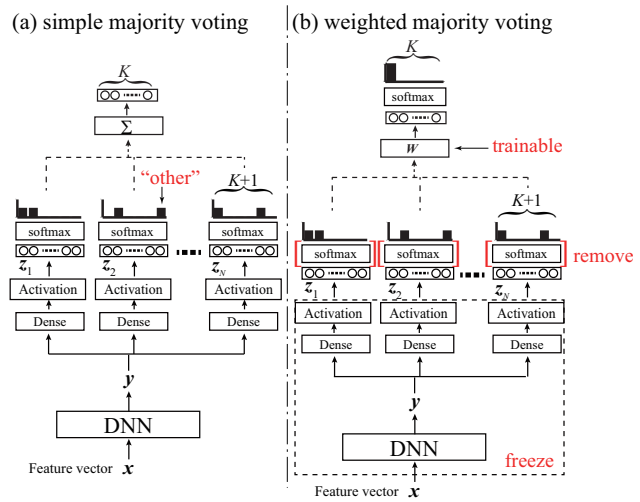 (a) simple majority voting
K
Σ
"other"
K+1
softmax softmax softmax
z1 z2 zN
Activation Activation Activation
Dense Dense Dense
y
DNN
Feature vector x
(b) weighted majority voting
K
softmax
w
trainable
K+1
softmax softmax softmax
remove
z1 z2 zN
Activation Activation Activation
Dense Dense Dense
y
DNN
freeze
Feature vector x